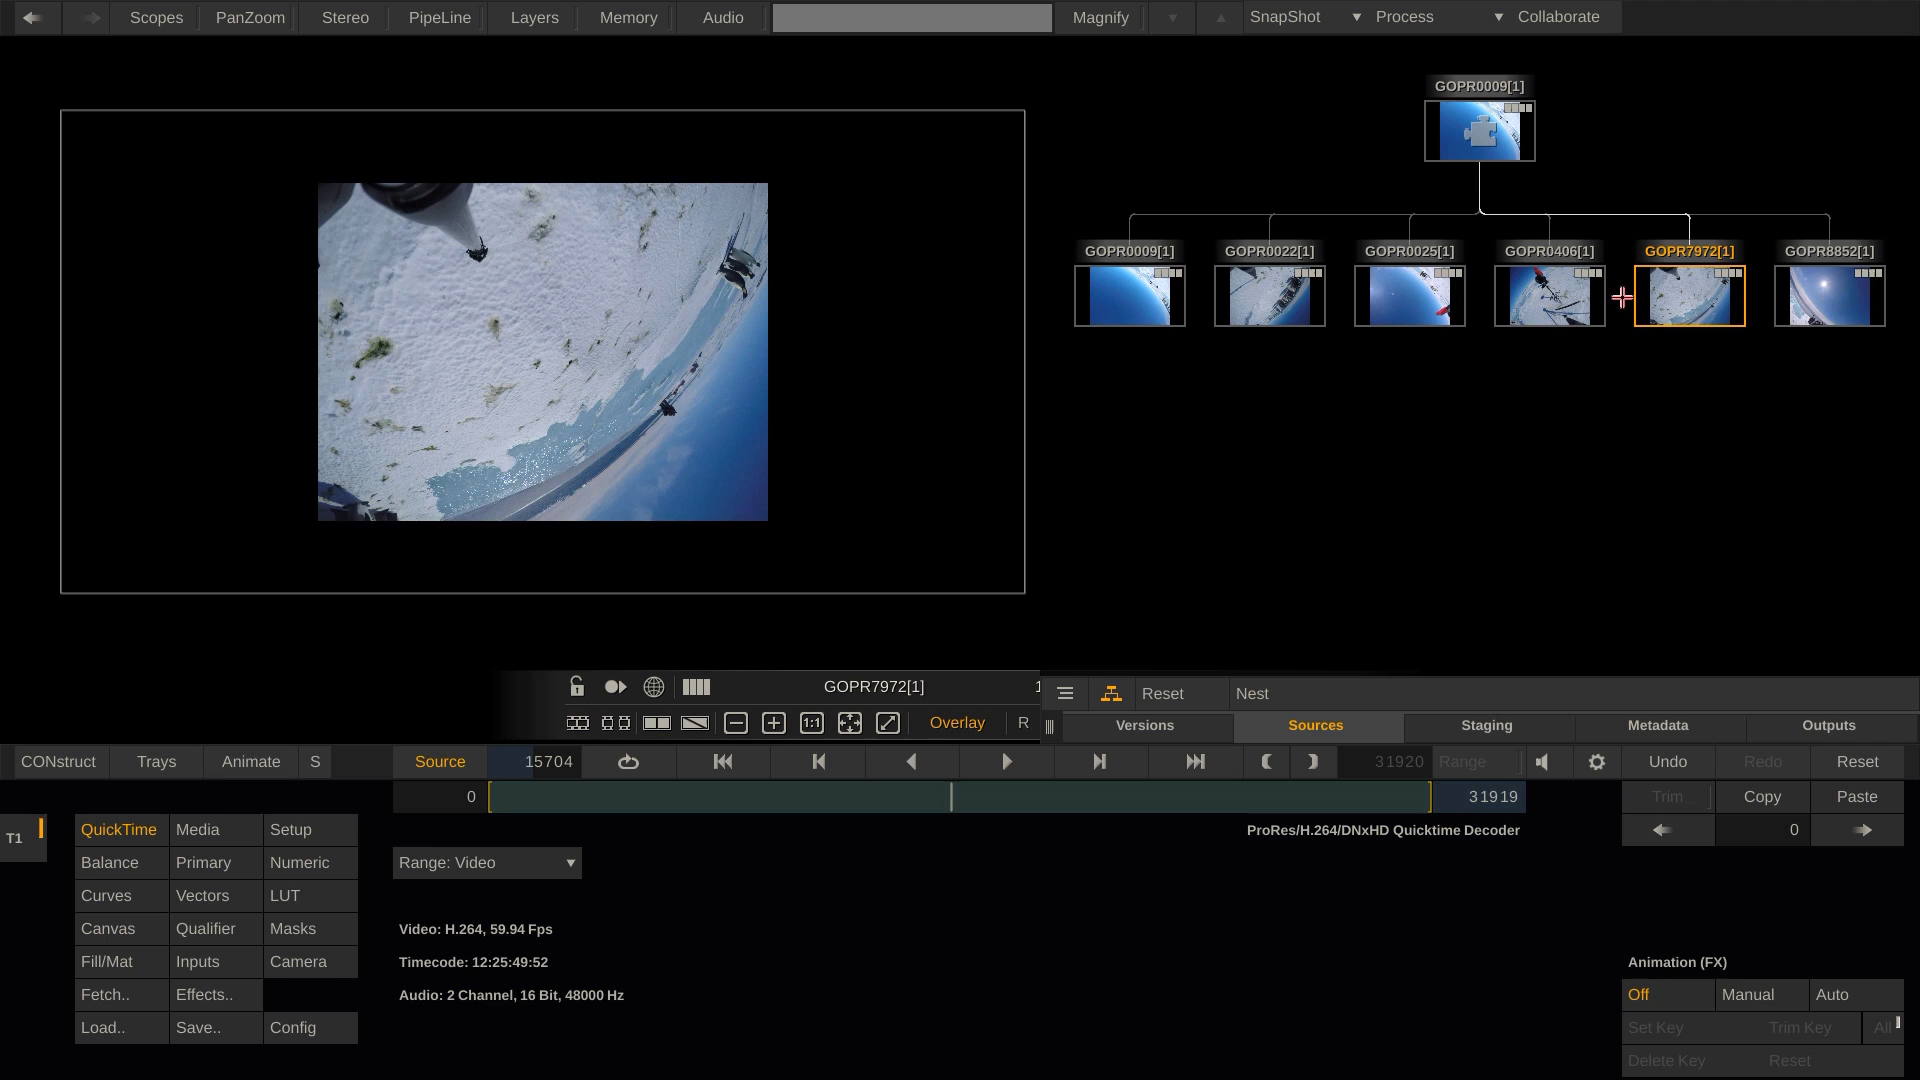 Scopes PanZoom Stereo PipeLine Layers Memory Audio Magnify SnapShot Process Collaborate
GOPR0009[1]
GOPR0009[1] GOPR0022[1] GOPR0025[1] GOPR0406[1] GOPR7972[1] GOPR8852[1]
GOPR7972[1] 1 Reset Nest
1:1 Overlay R Versions Sources Staging Metadata Outputs
CONstruct Trays Animate S Source 15704 31920 Range Undo Redo Reset
0 31919 Trim Copy Paste
T1 QuickTime Media Setup ProRes/H.264/DNxHD Quicktime Decoder 0
Balance Primary Numeric Range: Video
Curves Vectors LUT
Canvas Qualifier Masks Video: H.264, 59.94 Fps
Fill/Mat Inputs Camera Timecode: 12:25:49:52 Animation (FX)
Fetch.. Effects.. Audio: 2 Channel, 16 Bit, 48000 Hz Off Manual Auto
Load.. Save.. Config Set Key Trim Key All
Delete Key Reset